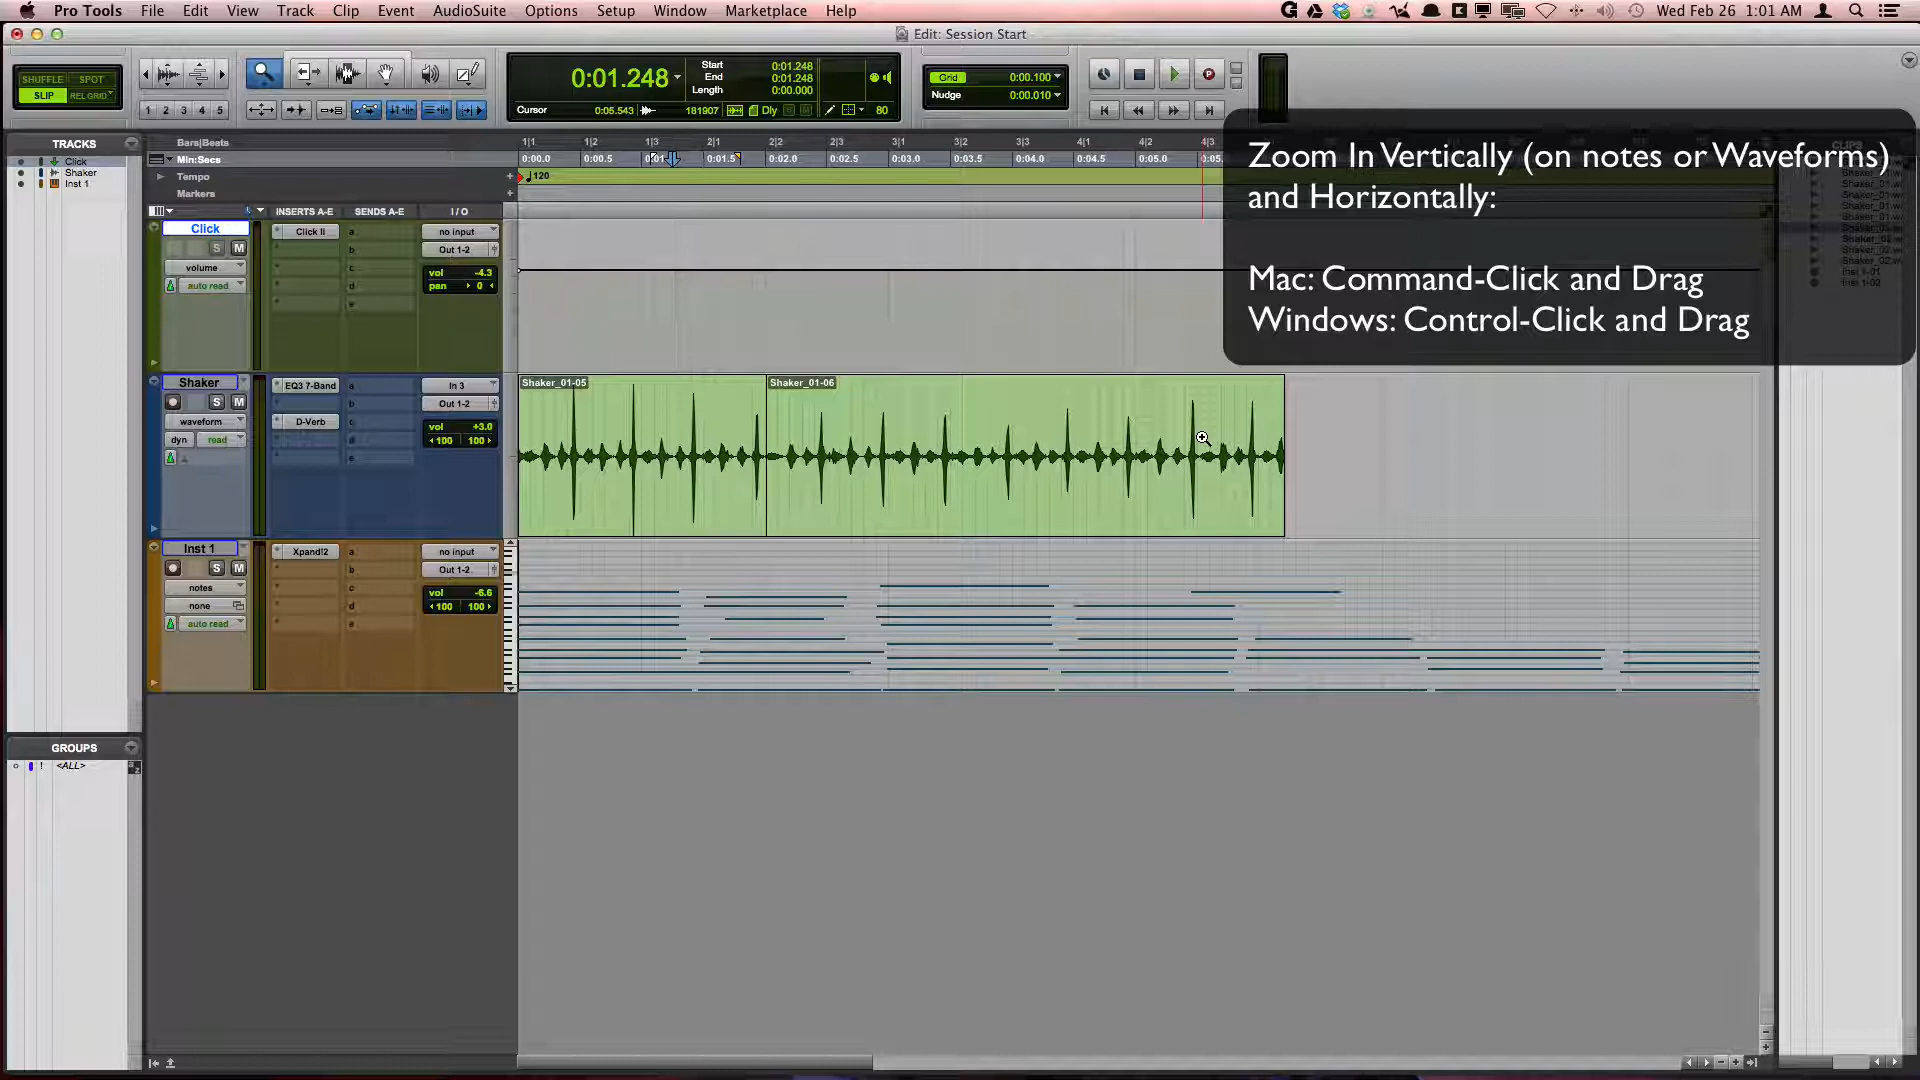 Pro Tools File Edit View Track Clip Event AudioSuite Options Setup Window Marketplace Help Wed Feb 26 1:01 AM
Edit: Session Start
SHUFFLE SPOT
SLIP REL GRID
1 2 3 4 5
0:01.248
Start 0:01.248
End 0:01.248
Length 0:00.000
Cursor 0:05.543 181907 Dly 80
Grid 0:00.100
Nudge 0:00.010
Zoom In Vertically (on notes or Waveforms)
and Horizontally:
Mac: Command-Click and Drag
Windows: Control-Click and Drag
TRACKS
Click
Shaker
Inst 1
Bars|Beats 1|1 1|2 1|3 2|1 2|2 2|3 3|1 3|2 3|3 4|1 4|2 4|3
Min:Secs 0:00.0 0:00.5 0:01.5 0:02.0 0:02.5 0:03.0 0:03.5 0:04.0 0:04.5 0:05.0 0:05.
Tempo 120
Markers
INSERTS A-E SENDS A-E I / O
Click Click II a no input
S M b Out 1-2
volume c vol -4.3
auto read d pan 0
e
Shaker EQ3 7-Band a In 3
S M b Out 1-2
waveform D-Verb c vol +3.0
dyn read d 100 100
e
Shaker_01-05 Shaker_01-06
Inst 1 Xpand!2 a no input
S M b Out 1-2
notes c vol -6.6
none d 100 100
auto read e
GROUPS
! <ALL>